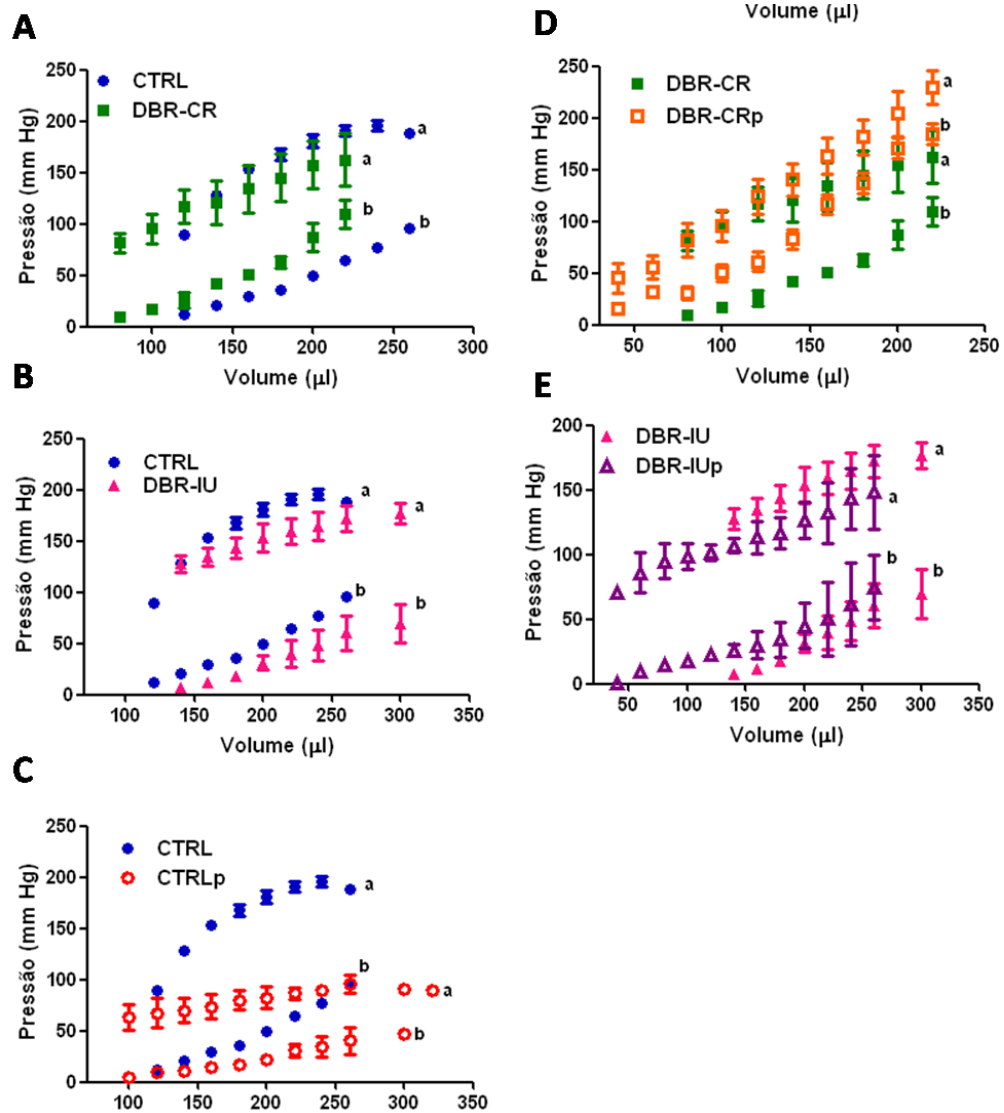 A
250
200
150
100
50
0
Pressão (mm Hg)
CTRL
DBR-CR
a
a
b
b
100 150 200 250 300
Volume (µl)
B
250
200
150
100
50
0
Pressão (mm Hg)
CTRL
DBR-IU
a
a
b
b
100 150 200 250 300 350
Volume (µl)
C
250
200
150
100
50
0
Pressão (mm Hg)
CTRL
CTRLp
a
b
a
b
100 150 200 250 300 350
Volume (µl)
D
250
200
150
100
50
0
Pressão (mm Hg)
DBR-CR
DBR-CRp
a
b
a
b
50 100 150 200 250
Volume (µl)
E
200
150
100
50
0
Pressão (mm Hg)
DBR-IU
DBR-IUp
a
a
b
b
50 100 150 200 250 300 350
Volume (µl)